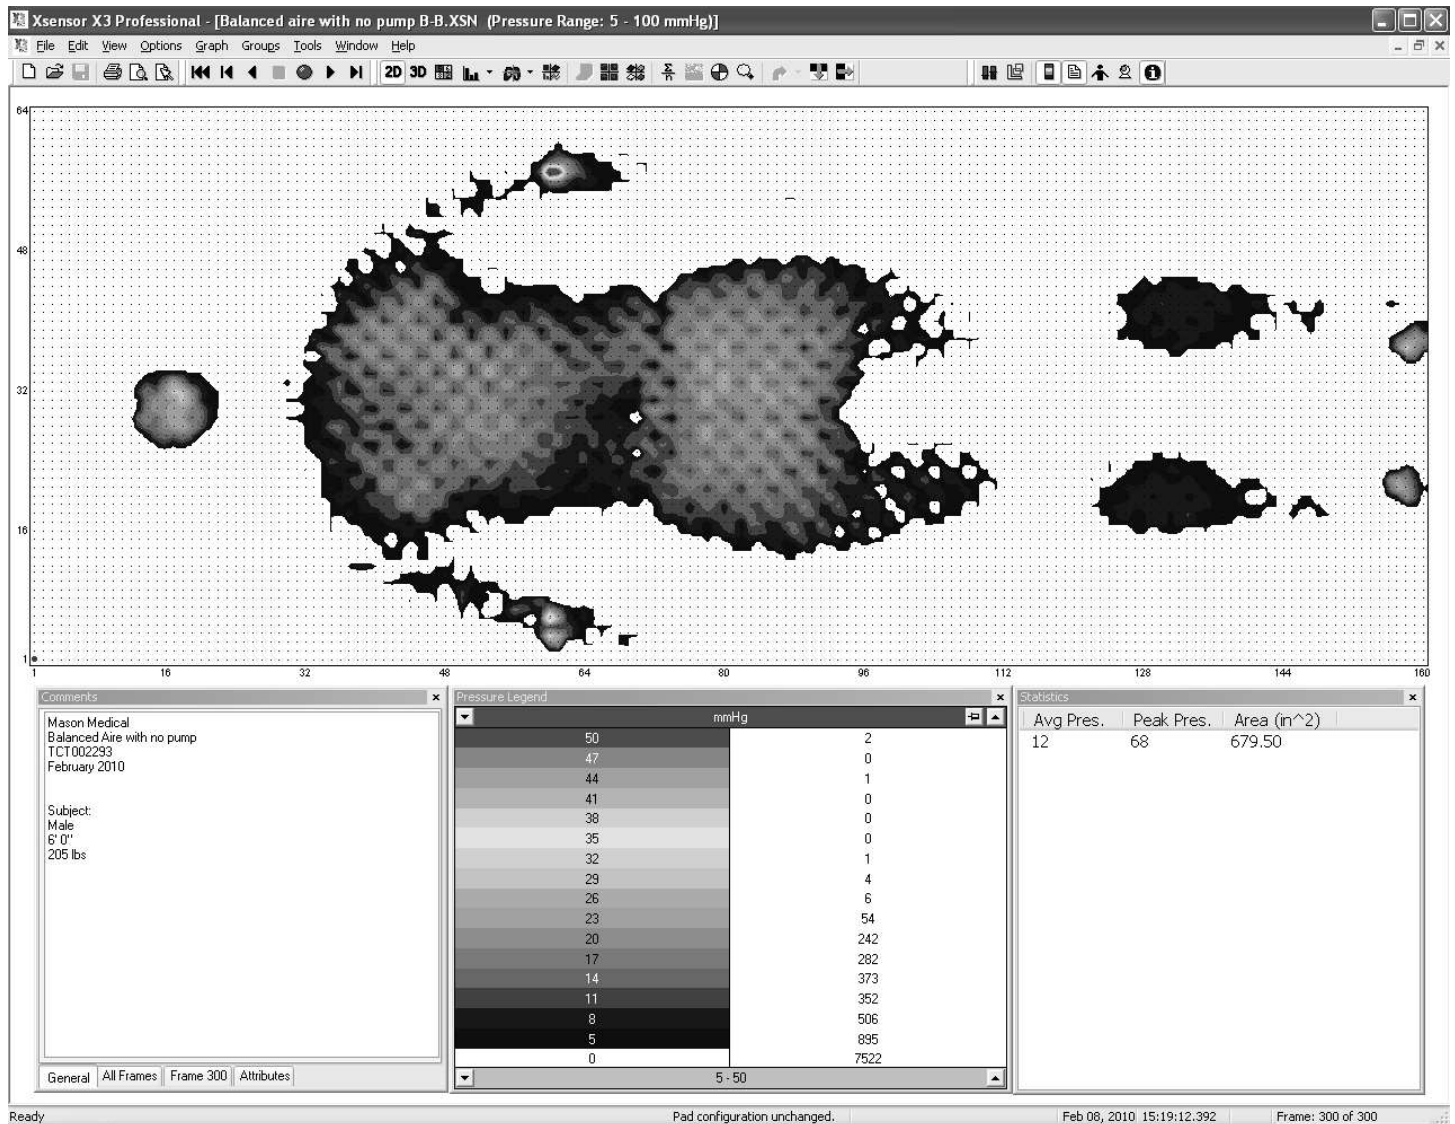 Xsensor X3 Professional - [Balanced aire with no pump B-B.XSN (Pressure Range: 5 - 100 mmHg)]
File Edit View Options Graph Groups Tools Window Help
2D 3D
64
48
32
16
1
1 16 32 48 64 80 96 112 128 144 160
Comments
Mason Medical
Balanced Aire with no pump
TCT002293
February 2010
Subject:
Male
6' 0"
205 lbs
General All Frames Frame 300 Attributes
Pressure Legend
mmHg
50 2
47 0
44 1
41 0
38 0
35 0
32 1
29 4
26 6
23 54
20 242
17 282
14 373
11 352
8 506
5 895
0 7522
5 - 50
Statistics
Avg Pres. Peak Pres. Area (in^2)
12 68 679.50
Ready Pad configuration unchanged. Feb 08, 2010 15:19:12.392 Frame: 300 of 300